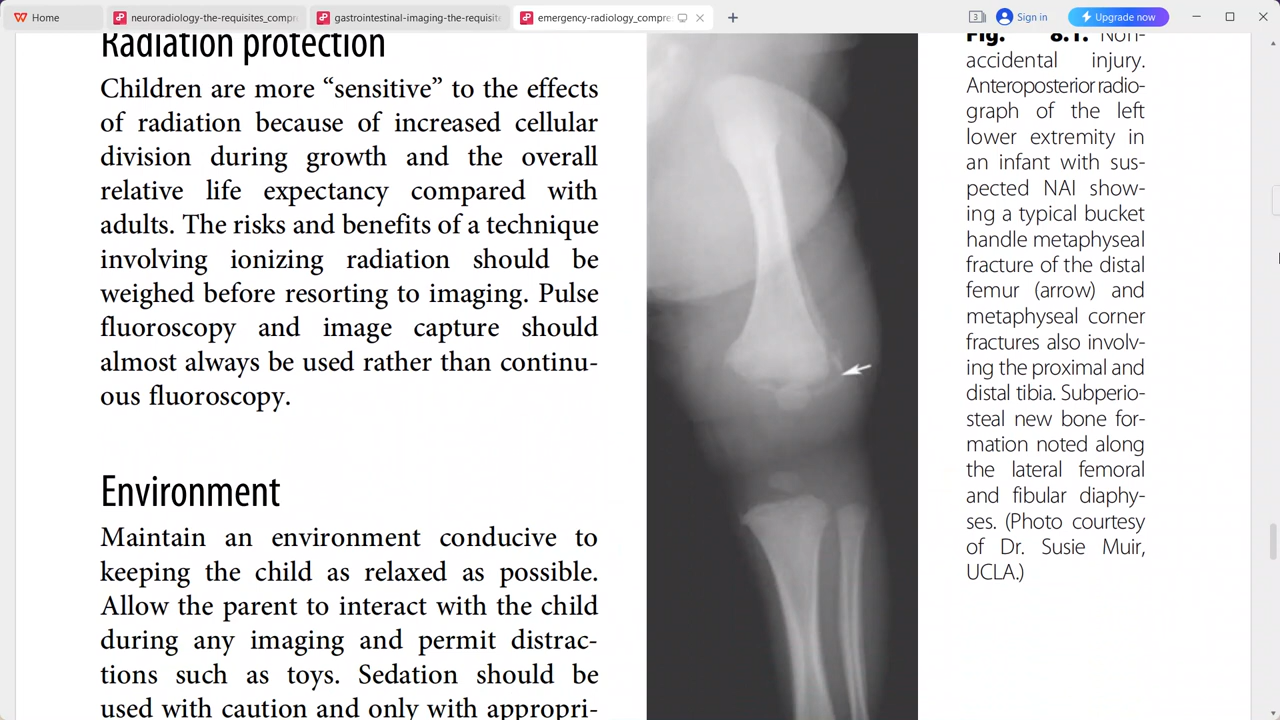 Home
neuroradiology-the-requisites_compre
gastrointestinal-imaging-the-requisite
emergency-radiology_compre
3
Sign in
Upgrade now
Radiation protection
Children are more “sensitive” to the effects
of radiation because of increased cellular
division during growth and the overall
relative life expectancy compared with
adults. The risks and benefits of a technique
involving ionizing radiation should be
weighed before resorting to imaging. Pulse
fluoroscopy and image capture should
almost always be used rather than continu-
ous fluoroscopy.
Environment
Maintain an environment conducive to
keeping the child as relaxed as possible.
Allow the parent to interact with the child
during any imaging and permit distrac-
tions such as toys. Sedation should be
used with caution and only with appropri-
Fig. 8.1. Non-
accidental injury.
Anteroposterior radio-
graph of the left
lower extremity in
an infant with sus-
pected NAI show-
ing a typical bucket
handle metaphyseal
fracture of the distal
femur (arrow) and
metaphyseal corner
fractures also involv-
ing the proximal and
distal tibia. Subperio-
steal new bone for-
mation noted along
the lateral femoral
and fibular diaphy-
ses. (Photo courtesy
of Dr. Susie Muir,
UCLA.)